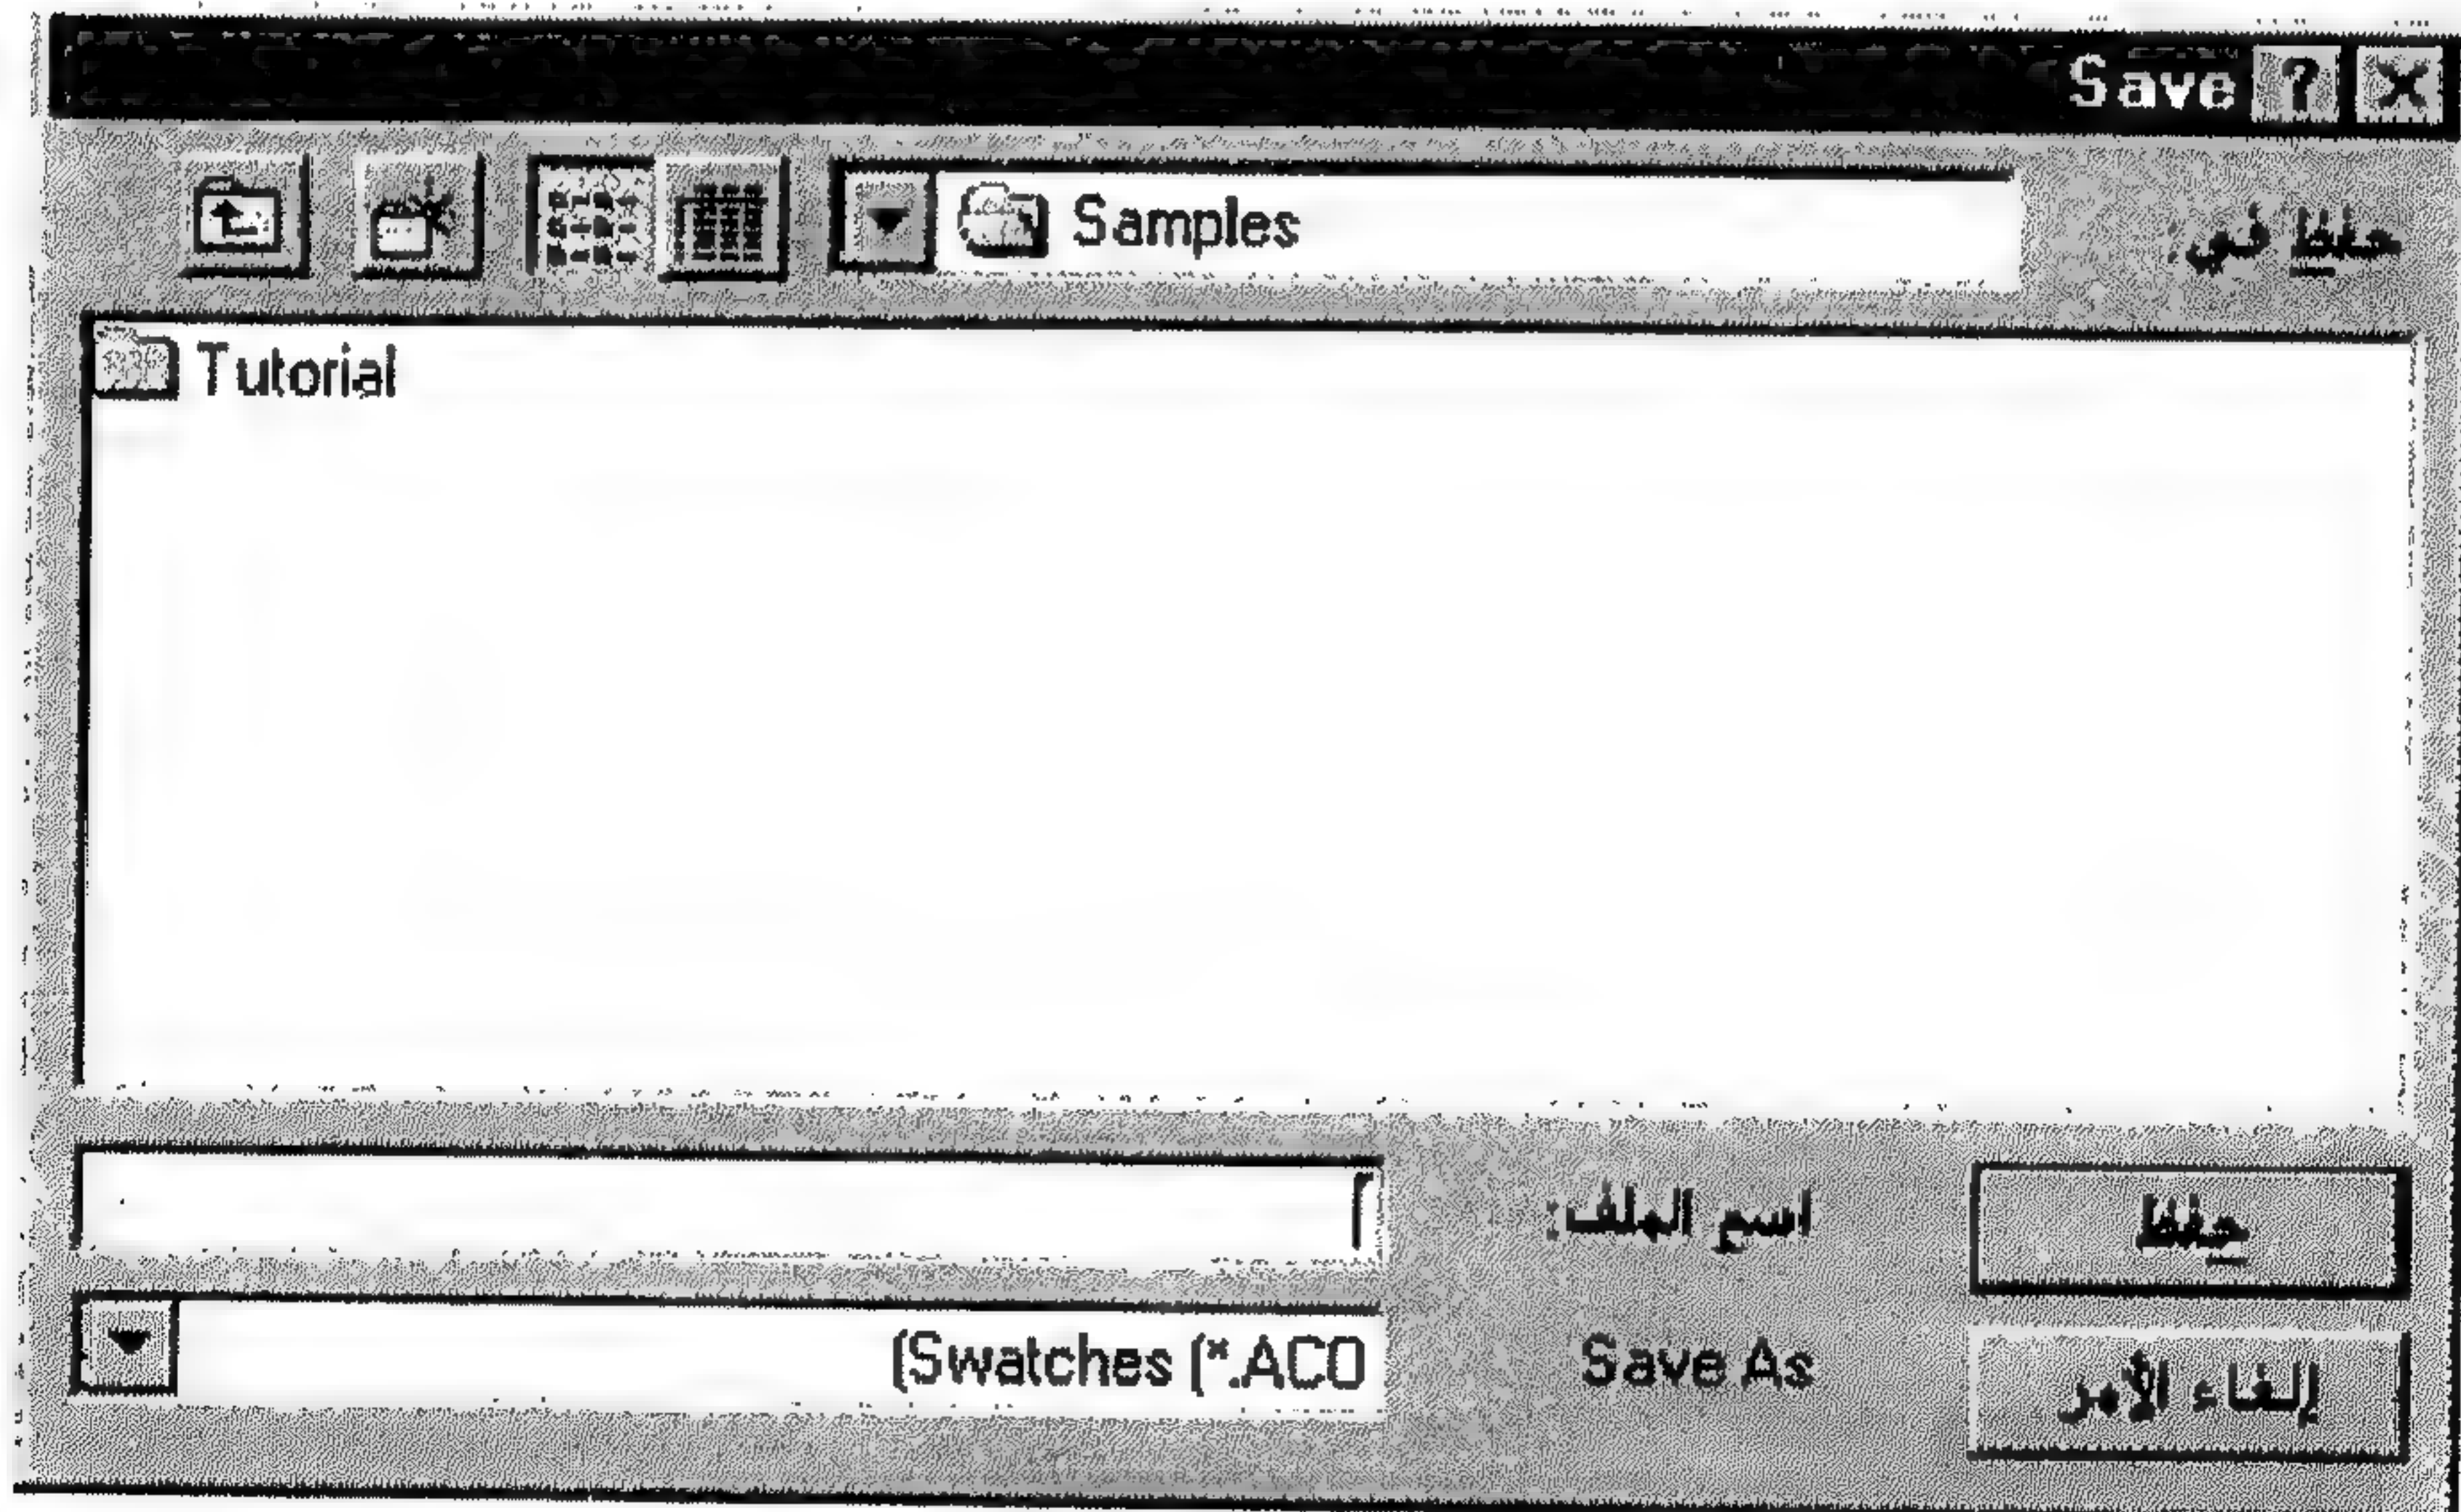 Save
حفظ في: Samples
Tutorial
اسم الملف:
حفظ
Save As (Swatches (*.ACO
إلغاء الأمر